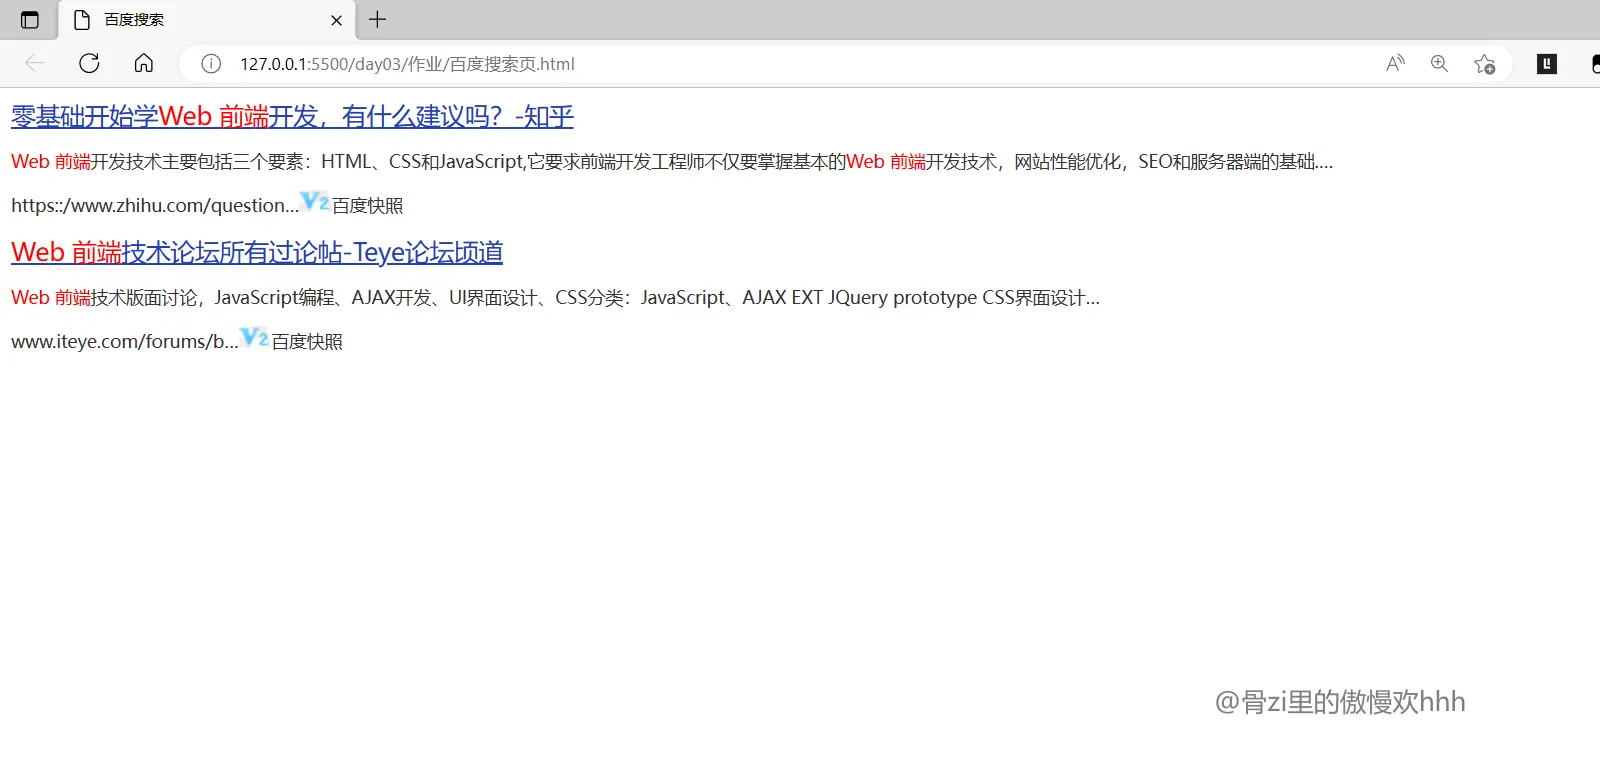 百度搜索
127.0.0.1:5500/day03/作业/百度搜索页.html
零基础开始学Web 前端开发，有什么建议吗？-知乎
Web 前端开发技术主要包括三个要素：HTML、CSS和JavaScript,它要求前端开发工程师不仅要掌握基本的Web 前端开发技术，网站性能优化，SEO和服务器端的基础....
https::/www.zhihu.com/question...V2百度快照
Web 前端技术论坛所有过论帖-Teye论坛顷道
Web 前端技术版面讨论，JavaScript编程、AJAX开发、UI界面设计、CSS分类：JavaScript、AJAX EXT JQuery prototype CSS界面设计...
www.iteye.com/forums/b...V2百度快照
@骨zi里的傲慢欢hhh